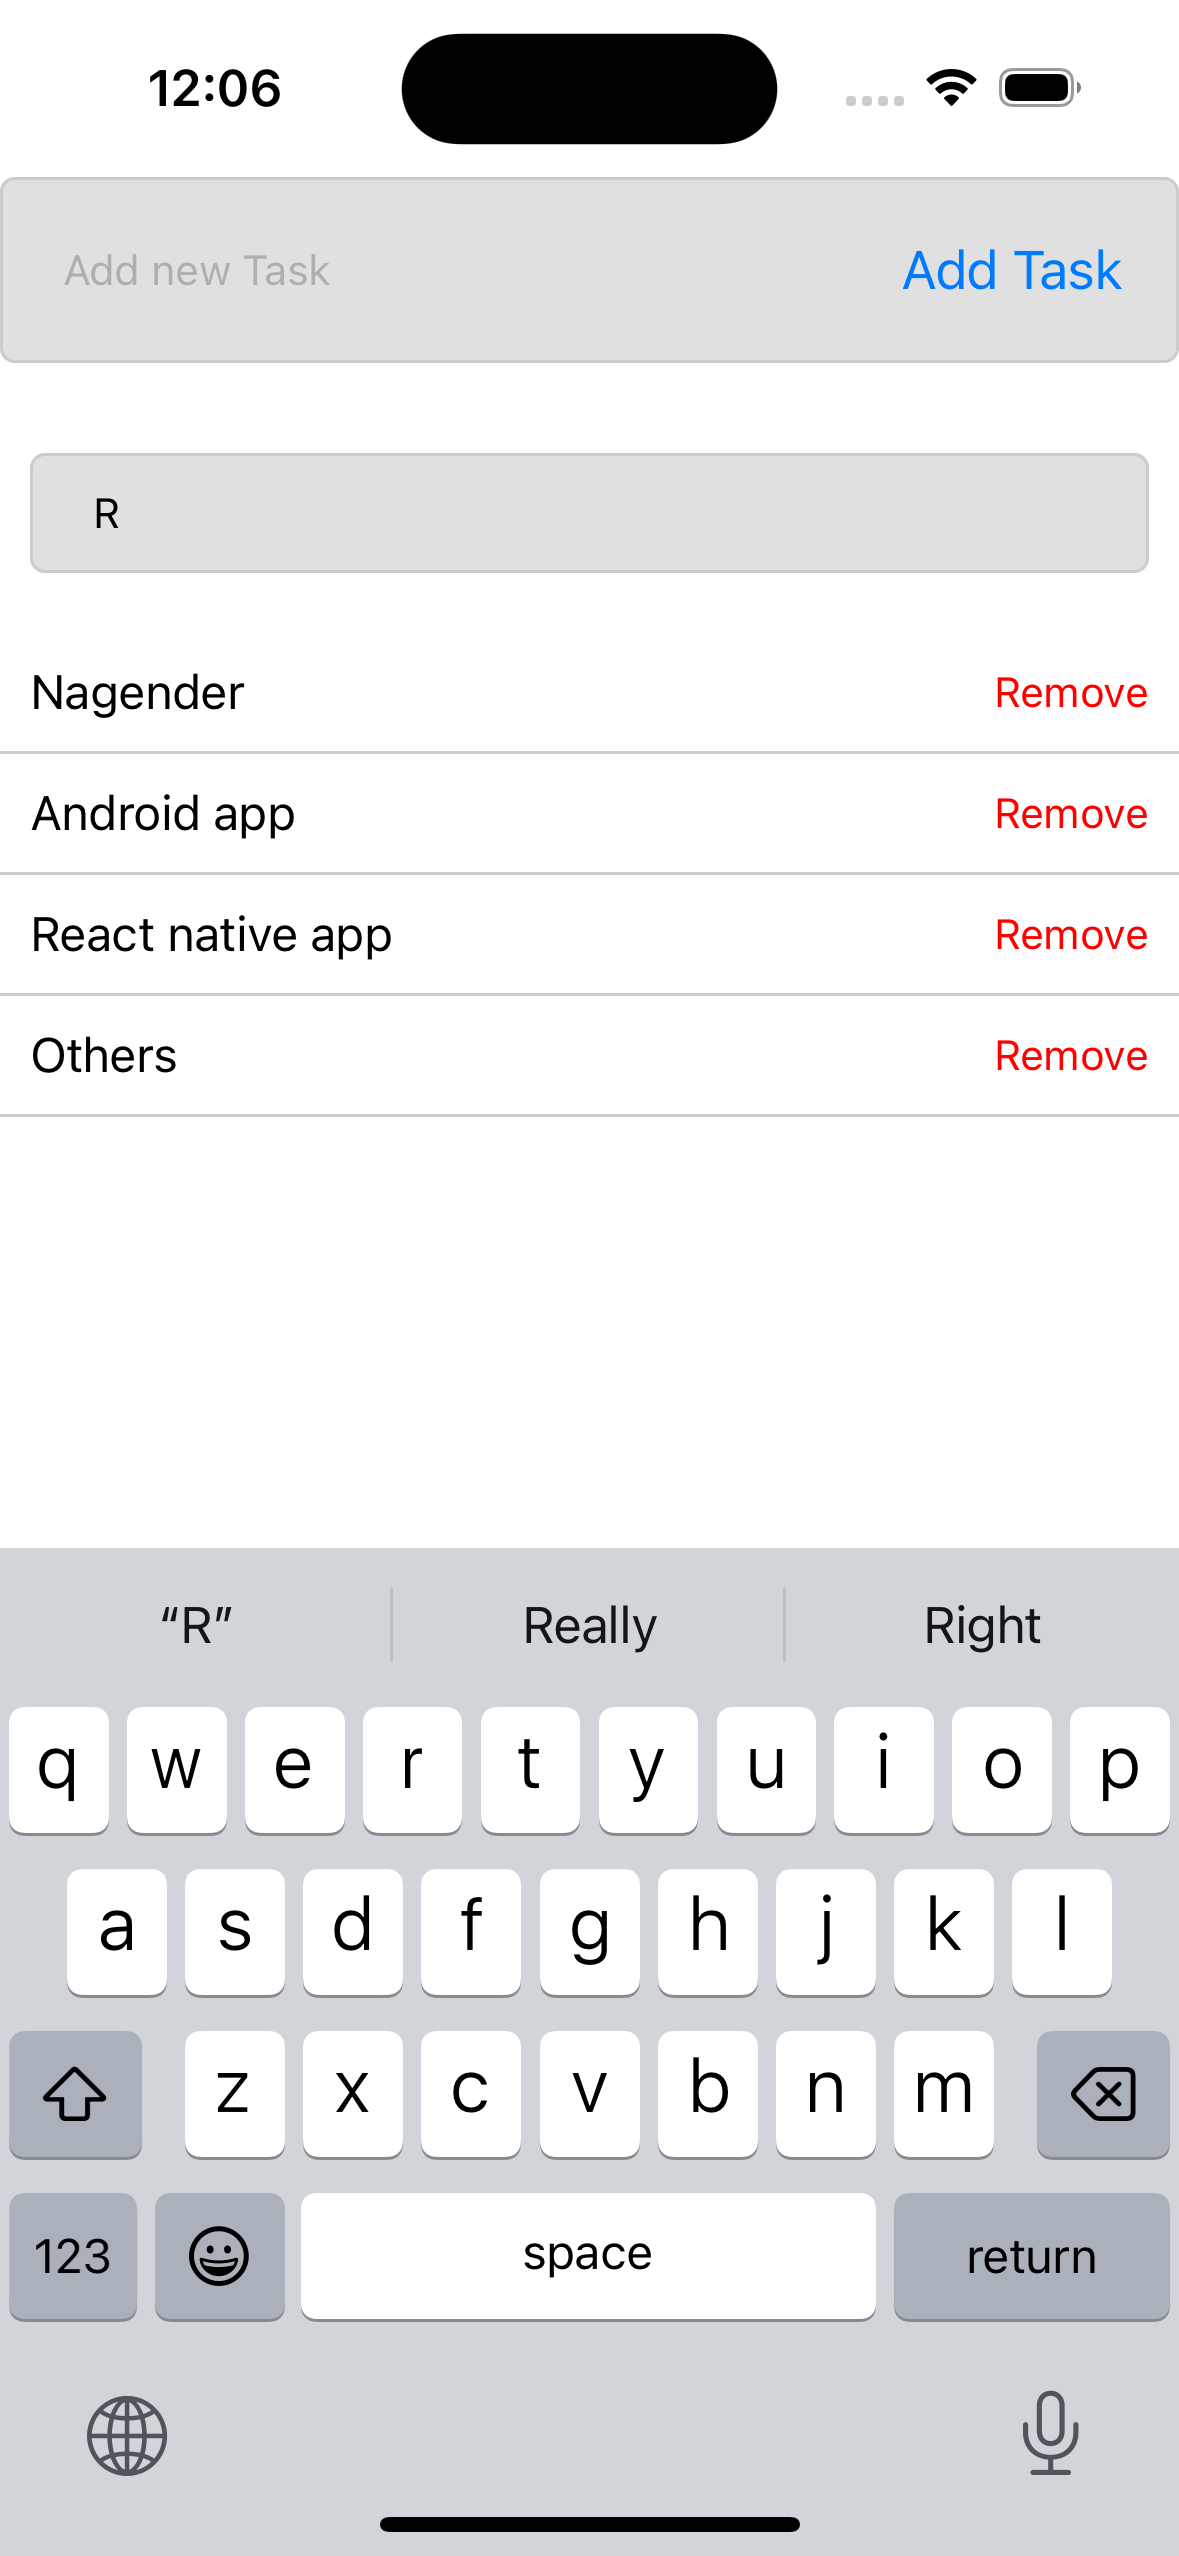 12:06
Add new Task Add Task
R
Nagender Remove
Android app Remove
React native app Remove
Others Remove
“R” Really Right
q w e r t y u i o p
a s d f g h j k l
z x c v b n m
123 space return